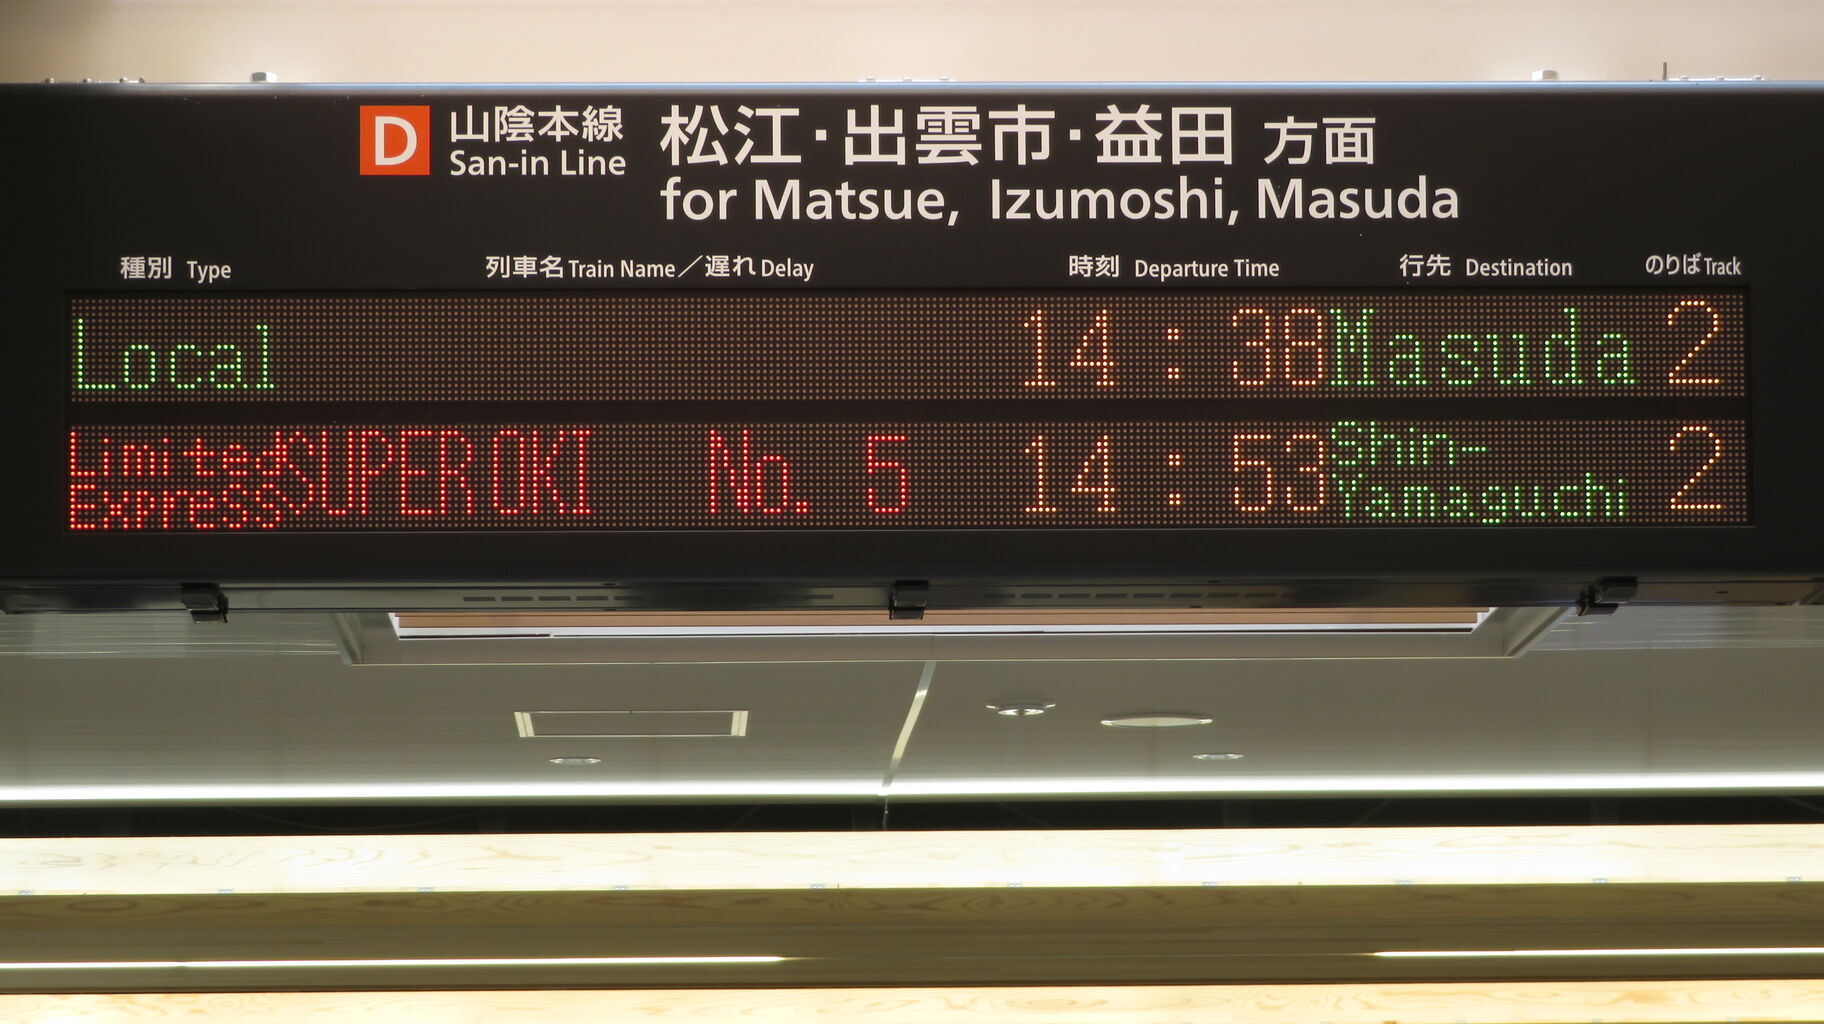 D 山陰本線 松江・出雲市・益田 方面
San-in Line for Matsue, Izumoshi, Masuda
種別 Type 列車名 Train Name／遅れ Delay 時刻 Departure Time 行先 Destination のりば Track
Local 14:38 Masuda 2
Limited Express SUPER OKI No. 5 14:53 Shin-Yamaguchi 2